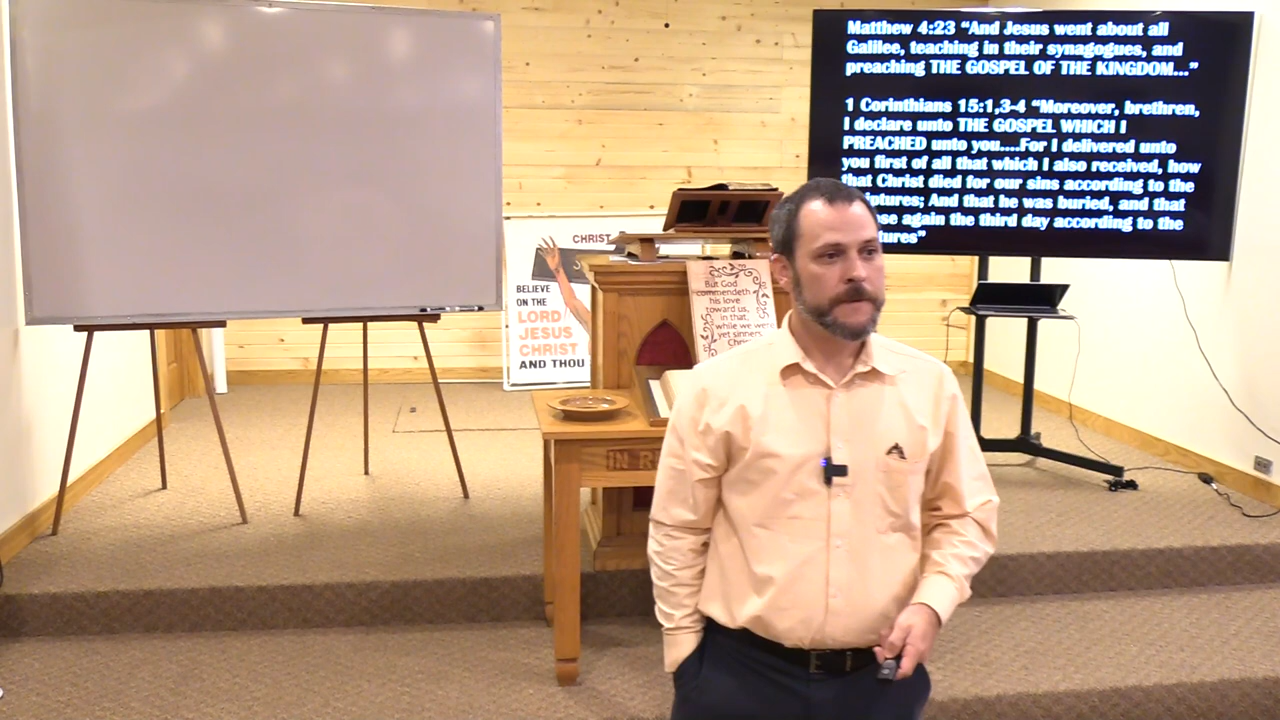 Matthew 4:23 “And Jesus went about all
Galilee, teaching in their synagogues, and
preaching THE GOSPEL OF THE KINGDOM...”
1 Corinthians 15:1,3-4 “Moreover, brethren,
I declare unto THE GOSPEL WHICH I
PREACHED unto you....For I delivered unto
you first of all that which I also received, how
that Christ died for our sins according to the
iptures; And that he was buried, and that
ose again the third day according to the
tures”
CHRIST
BELIEVE
ON THE
LORD
JESUS
CHRIST
AND THOU
But God
commendeth
his love
toward us,
in that,
while we were
yet sinners,
Chris
IN RE